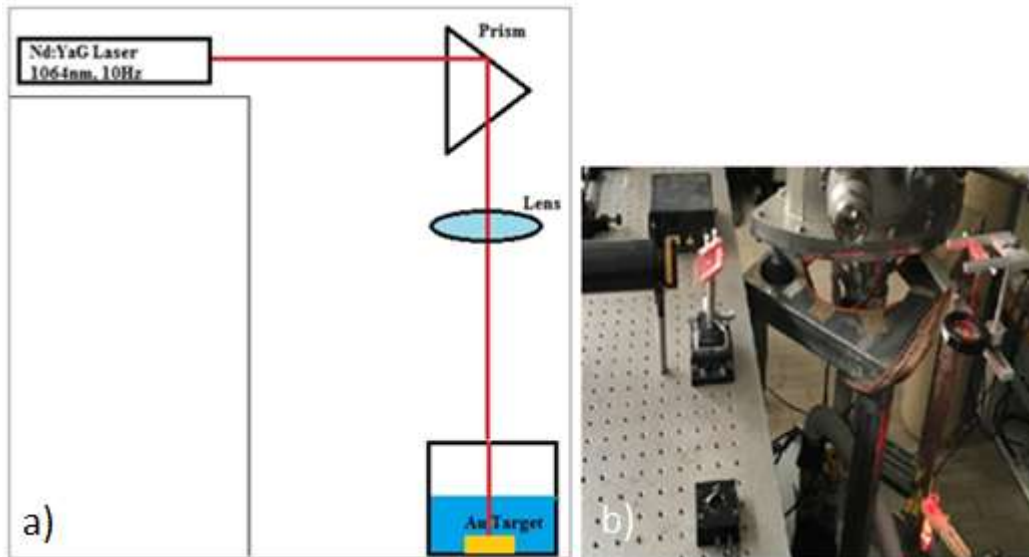 Nd:YaG Laser
1064nm, 10Hz
Prism
Lens
Au Target
a)
b)